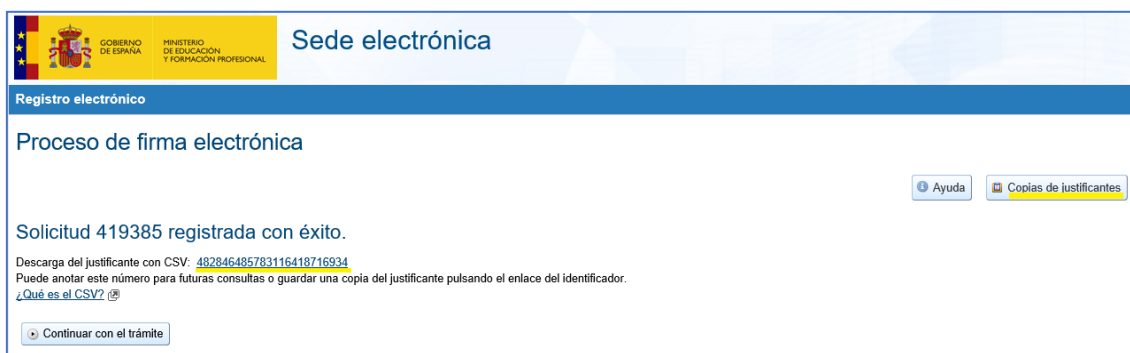 GOBIERNO
DE ESPAÑA
MINISTERIO
DE EDUCACIÓN
Y FORMACIÓN PROFESIONAL
Sede electrónica
Registro electrónico
Proceso de firma electrónica
Ayuda
Copias de justificantes
Solicitud 419385 registrada con éxito.
Descarga del justificante con CSV: 482846485783116418716934
Puede anotar este número para futuras consultas o guardar una copia del justificante pulsando el enlace del identificador.
¿Qué es el CSV?
Continuar con el trámite